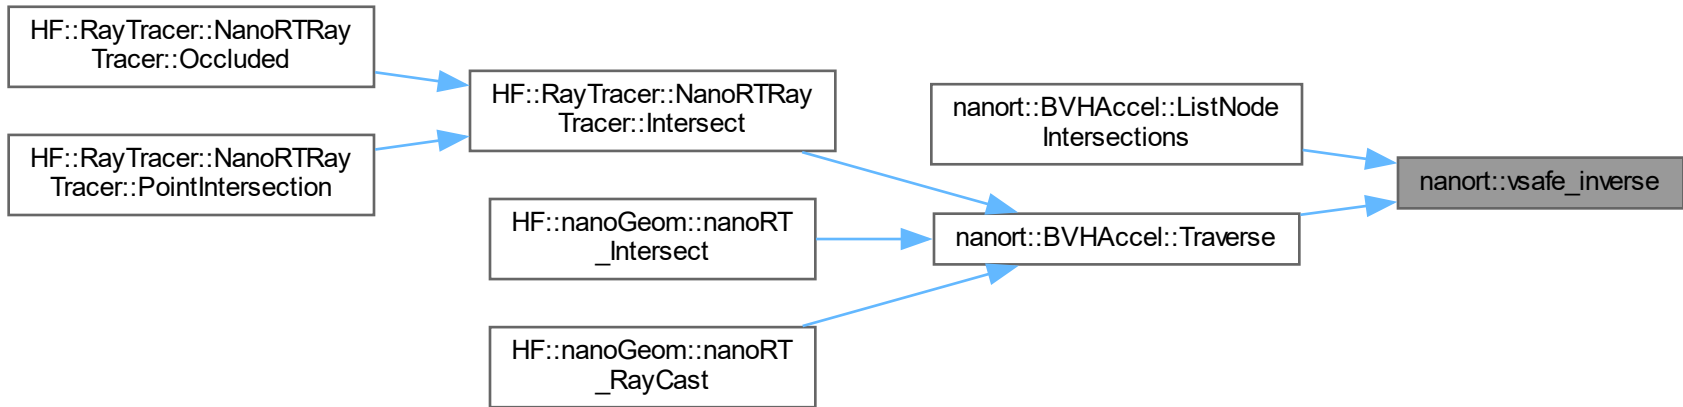 HF::RayTracer::NanoRTRay
Tracer::Occluded
HF::RayTracer::NanoRTRay
Tracer::PointIntersection
HF::RayTracer::NanoRTRay
Tracer::Intersect
HF::nanoGeom::nanoRT
_Intersect
HF::nanoGeom::nanoRT
_RayCast
nanort::BVHAccel::ListNode
Intersections
nanort::BVHAccel::Traverse
nanort::vsafe_inverse